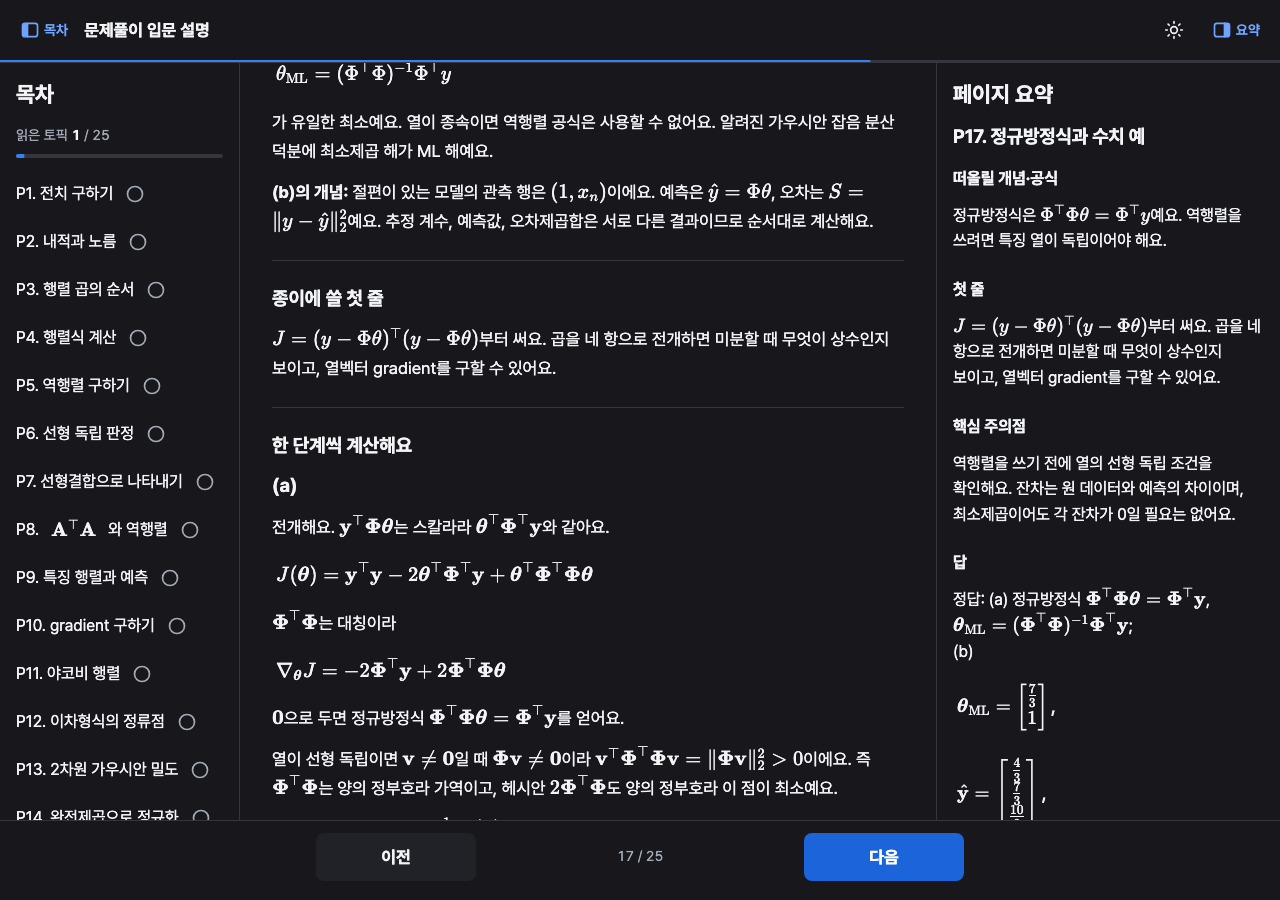 목차 문제풀이 입문 설명 요약
목차
읽은 토픽 1 / 25
P1. 전치 구하기
P2. 내적과 노름
P3. 행렬 곱의 순서
P4. 행렬식 계산
P5. 역행렬 구하기
P6. 선형 독립 판정
P7. 선형결합으로 나타내기
P8. A⊤A 와 역행렬
P9. 특징 행렬과 예측
P10. gradient 구하기
P11. 야코비 행렬
P12. 이차형식의 정류점
P13. 2차원 가우시안 밀도
P14. 완전제곱으로 정규화
θ_ML = (Φ⊤Φ)⁻¹Φ⊤y
가 유일한 최소예요. 열이 종속이면 역행렬 공식은 사용할 수 없어요. 알려진 가우시안 잡음 분산
덕분에 최소제곱 해가 ML 해예요.
(b)의 개념: 절편이 있는 모델의 관측 행은 (1, xₙ)이에요. 예측은 ŷ = Φθ, 오차는 S =
‖y − ŷ‖₂²예요. 추정 계수, 예측값, 오차제곱합은 서로 다른 결과이므로 순서대로 계산해요.
종이에 쓸 첫 줄
J = (y − Φθ)⊤(y − Φθ)부터 써요. 곱을 네 항으로 전개하면 미분할 때 무엇이 상수인지
보이고, 열벡터 gradient를 구할 수 있어요.
한 단계씩 계산해요
(a)
전개해요. y⊤Φθ는 스칼라라 θ⊤Φ⊤y와 같아요.
J(θ) = y⊤y − 2θ⊤Φ⊤y + θ⊤Φ⊤Φθ
Φ⊤Φ는 대칭이라
∇_θJ = −2Φ⊤y + 2Φ⊤Φθ
0으로 두면 정규방정식 Φ⊤Φθ = Φ⊤y를 얻어요.
열이 선형 독립이면 v ≠ 0일 때 Φv ≠ 0이라 v⊤Φ⊤Φv = ‖Φv‖₂² > 0이에요. 즉
Φ⊤Φ는 양의 정부호라 가역이고, 헤시안 2Φ⊤Φ도 양의 정부호라 이 점이 최소예요.
페이지 요약
P17. 정규방정식과 수치 예
떠올릴 개념·공식
정규방정식은 Φ⊤Φθ = Φ⊤y예요. 역행렬을
쓰려면 특징 열이 독립이어야 해요.
첫 줄
J = (y − Φθ)⊤(y − Φθ)부터 써요. 곱을 네
항으로 전개하면 미분할 때 무엇이 상수인지
보이고, 열벡터 gradient를 구할 수 있어요.
핵심 주의점
역행렬을 쓰기 전에 열의 선형 독립 조건을
확인해요. 잔차는 원 데이터와 예측의 차이이며,
최소제곱이어도 각 잔차가 0일 필요는 없어요.
답
정답: (a) 정규방정식 Φ⊤Φθ = Φ⊤y,
θ_ML = (Φ⊤Φ)⁻¹Φ⊤y;
(b)
θ_ML = [7/3 1],
ŷ = [4/3 7/3 10/],
이전 17 / 25 다음